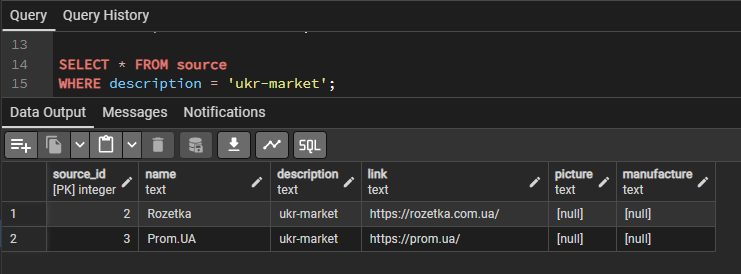 Query Query History
13
14 SELECT * FROM source
15 WHERE description = 'ukr-market';
Data Output Messages Notifications
SQL
source_id name description link picture manufacture
[PK] integer text text text text text
1 2 Rozetka ukr-market https://rozetka.com.ua/ [null] [null]
2 3 Prom.UA ukr-market https://prom.ua/ [null] [null]